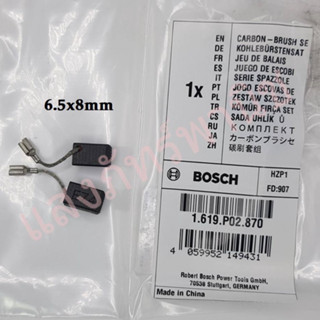 6.5x8mm
1x
EN CARBON-BRUSH SE
DE KOHLEBÜRSTENSAT
FR JEU DE BALAIS
ES JUEGO DE ESCOBI
IT SERIE SPAZZOLE
PT JOGO ESCOVAS DE
PL ZESTAW SZCZOTEK
TR KÖMÜR FIRÇA SET
CS SADA UHLÍK Ů
RU КОМПЛЕКТ
JA カーボンブラシセ
ZH 碳刷套组
BOSCH
HZP1
FD:907
1.619.P02.870
4 059952 149431
Robert Bosch Power Tools GmbH,
70538 Stuttgart, GERMANY
Made in China